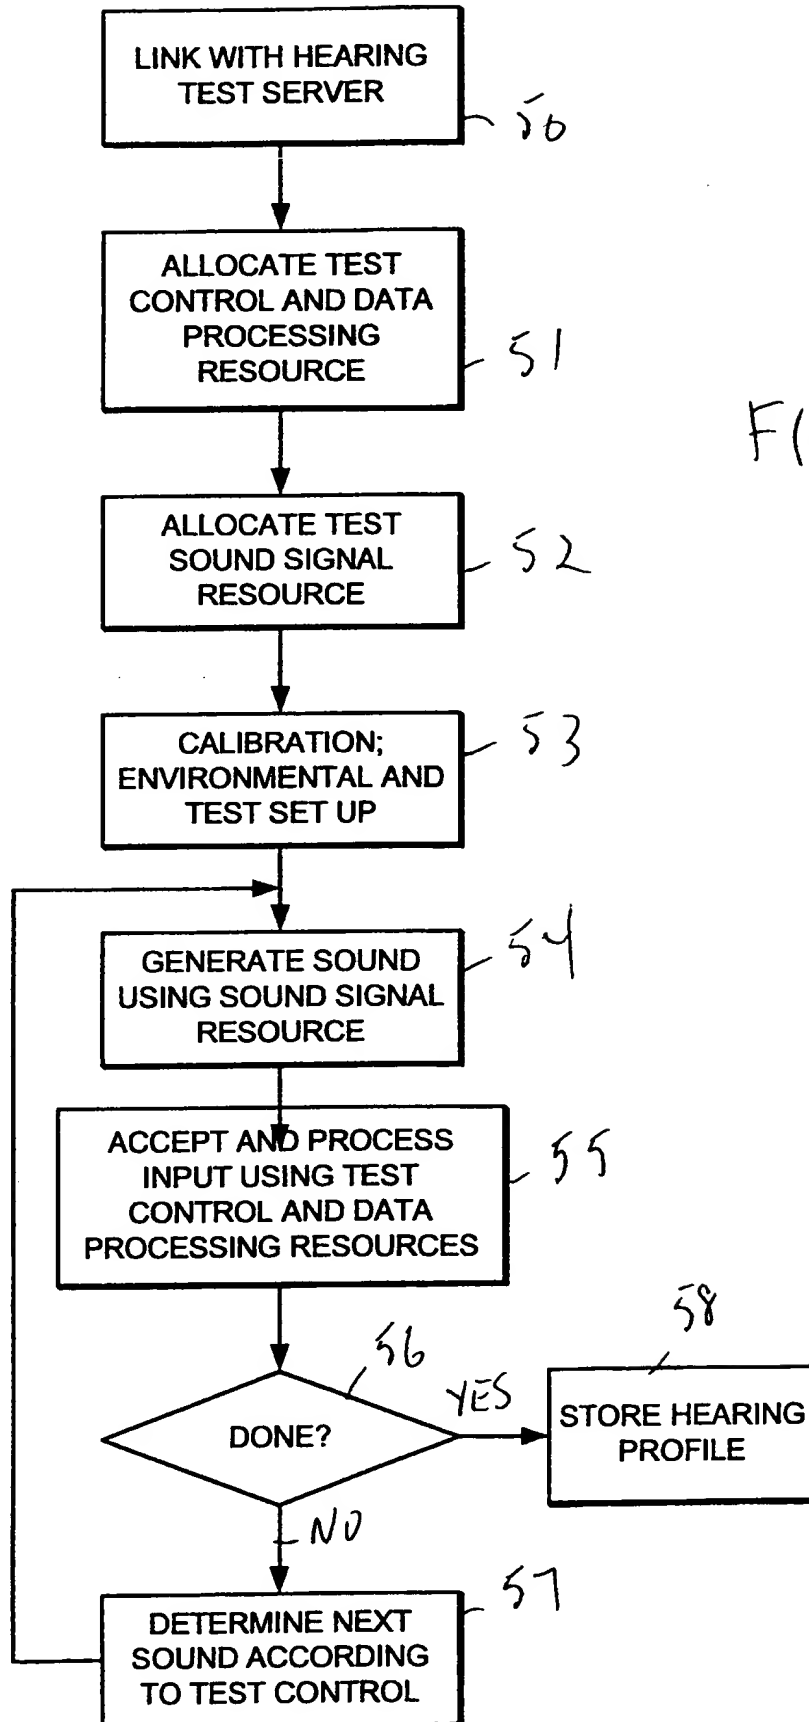 LINK WITH HEARING
TEST SERVER
50
ALLOCATE TEST
CONTROL AND DATA
PROCESSING
RESOURCE
51
F(
ALLOCATE TEST
SOUND SIGNAL
RESOURCE
52
CALIBRATION;
ENVIRONMENTAL AND
TEST SET UP
53
GENERATE SOUND
USING SOUND SIGNAL
RESOURCE
54
ACCEPT AND PROCESS
INPUT USING TEST
CONTROL AND DATA
PROCESSING RESOURCES
55
56
DONE?
YES
58
STORE HEARING
PROFILE
NO
57
DETERMINE NEXT
SOUND ACCORDING
TO TEST CONTROL